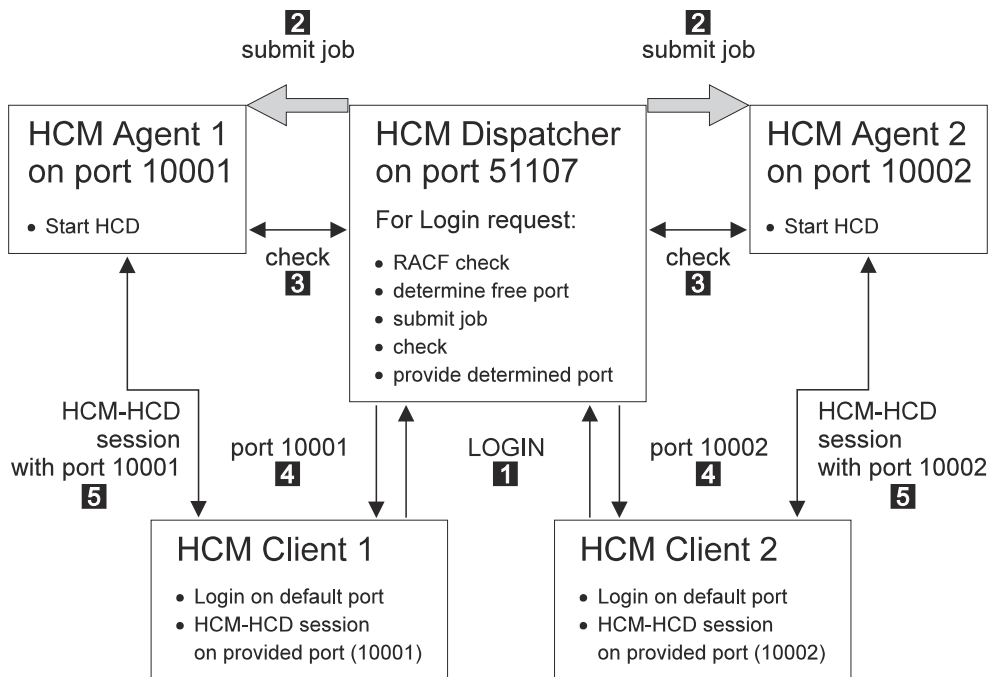 2
submit job
2
submit job
HCM Agent 1
on port 10001
• Start HCD
HCM Dispatcher
on port 51107
For Login request:
• RACF check
• determine free port
• submit job
• check
• provide determined port
HCM Agent 2
on port 10002
• Start HCD
check
3
check
3
HCM-HCD
session
with port 10001
5
port 10001
4
LOGIN
1
port 10002
4
HCM-HCD
session
with port 10002
5
HCM Client 1
• Login on default port
• HCM-HCD session
on provided port (10001)
HCM Client 2
• Login on default port
• HCM-HCD session
on provided port (10002)